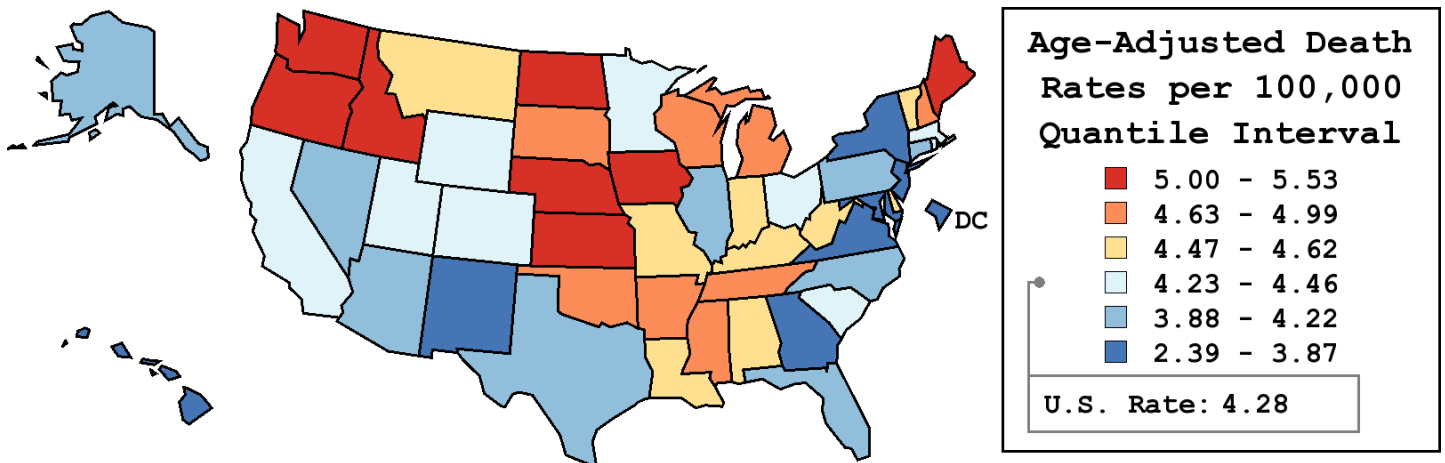 Age-Adjusted Death
Rates per 100,000
Quantile Interval
5.00 - 5.53
4.63 - 4.99
4.47 - 4.62
4.23 - 4.46
3.88 - 4.22
2.39 - 3.87
U.S. Rate: 4.28
DC